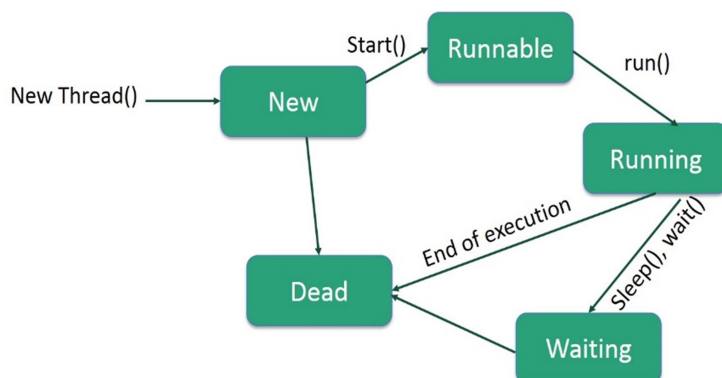 Start()
Runnable
run()
New Thread()
New
Running
End of execution
Sleep(), wait()
Dead
Waiting